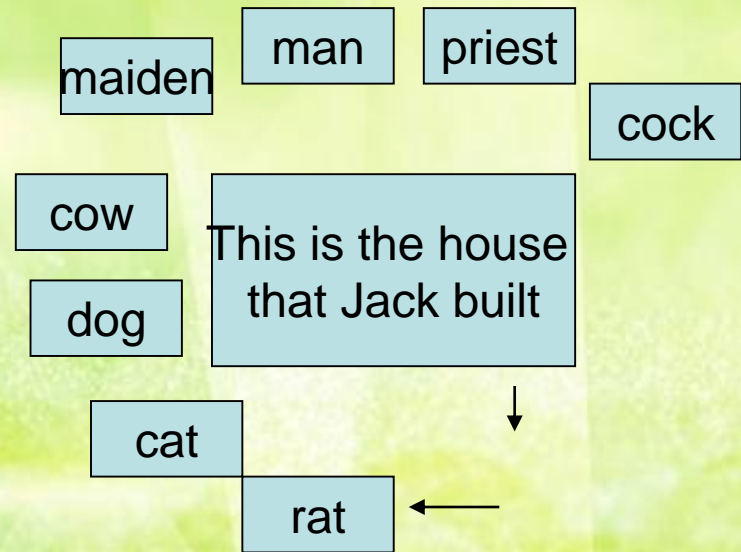 man
priest
maiden
cock
cow
This is the house
that Jack built
dog
cat
rat